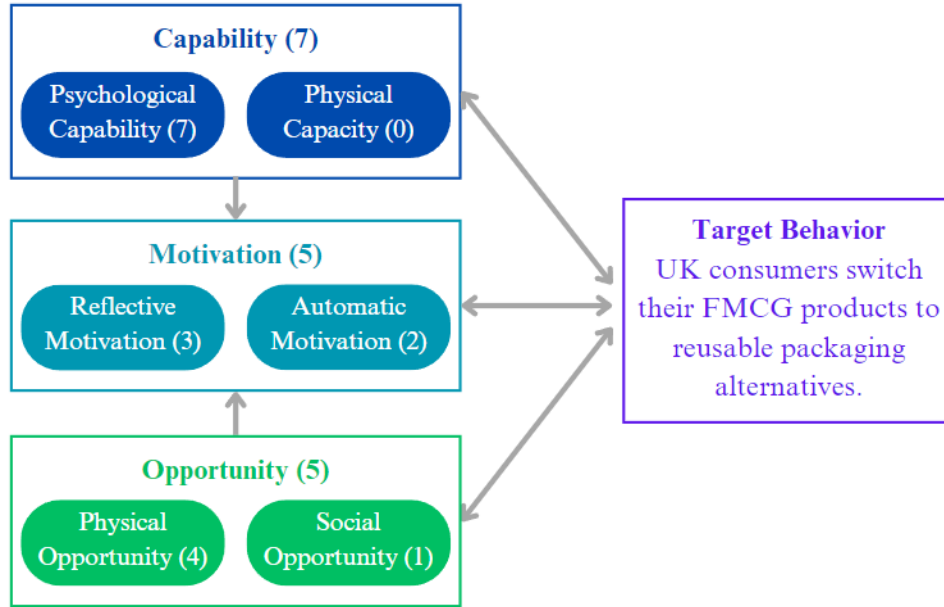 Capability (7)
Psychological
Capability (7)
Physical
Capacity (0)
Motivation (5)
Reflective
Motivation (3)
Automatic
Motivation (2)
Opportunity (5)
Physical
Opportunity (4)
Social
Opportunity (1)
Target Behavior
UK consumers switch
their FMCG products to
reusable packaging
alternatives.